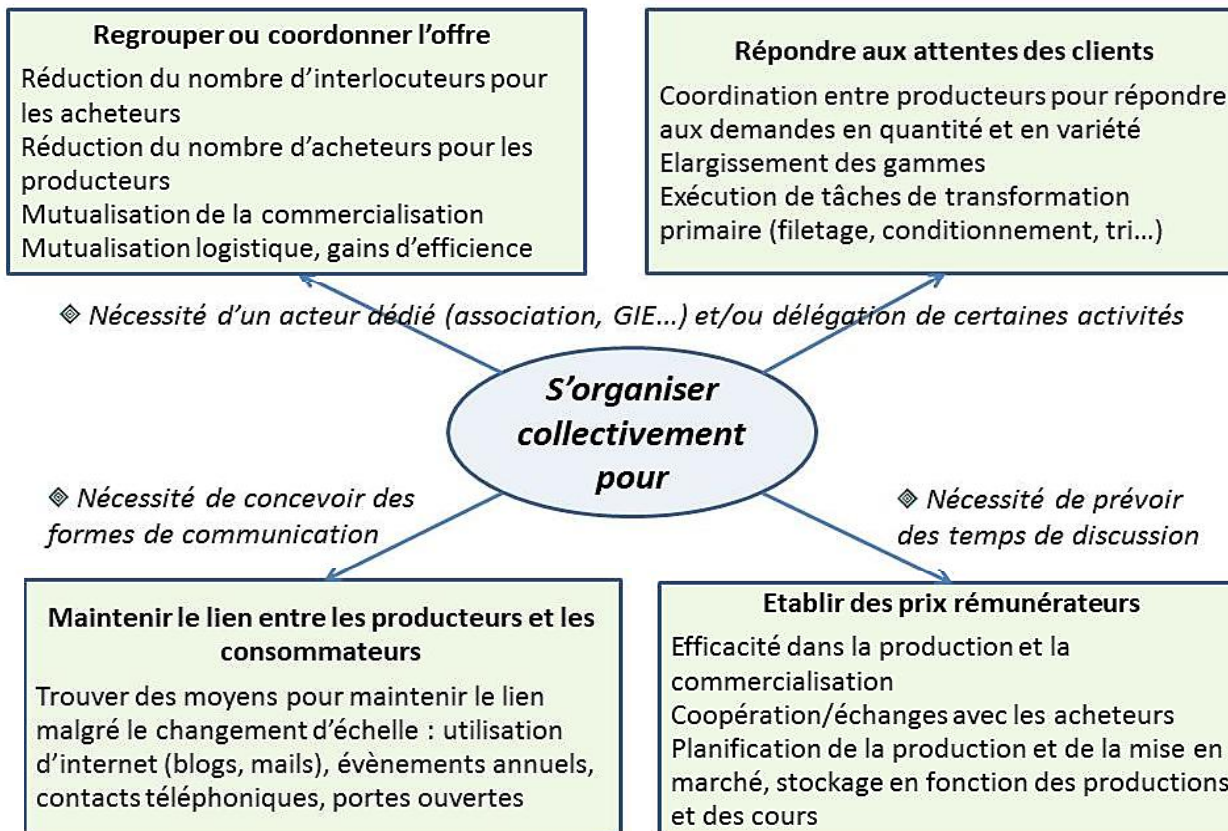 Regrouper ou coordonner l'offre
Réduction du nombre d'interlocuteurs pour
les acheteurs
Réduction du nombre d'acheteurs pour les
producteurs
Mutualisation de la commercialisation
Mutualisation logistique, gains d'efficience
Répondre aux attentes des clients
Coordination entre producteurs pour répondre
aux demandes en quantité et en variété
Elargissement des gammes
Exécution de tâches de transformation
primaire (filetage, conditionnement, tri...)
Nécessité d'un acteur dédié (association, GIE...) et/ou délégation de certaines activités
S'organiser
collectivement
pour
Nécessité de concevoir des
formes de communication
Nécessité de prévoir
des temps de discussion
Maintenir le lien entre les producteurs et les
consommateurs
Trouver des moyens pour maintenir le lien
malgré le changement d'échelle : utilisation
d'internet (blogs, mails), évènements annuels,
contacts téléphoniques, portes ouvertes
Etablir des prix rémunérateurs
Efficacité dans la production et la
commercialisation
Coopération/échanges avec les acheteurs
Planification de la production et de la mise en
marché, stockage en fonction des productions
et des cours